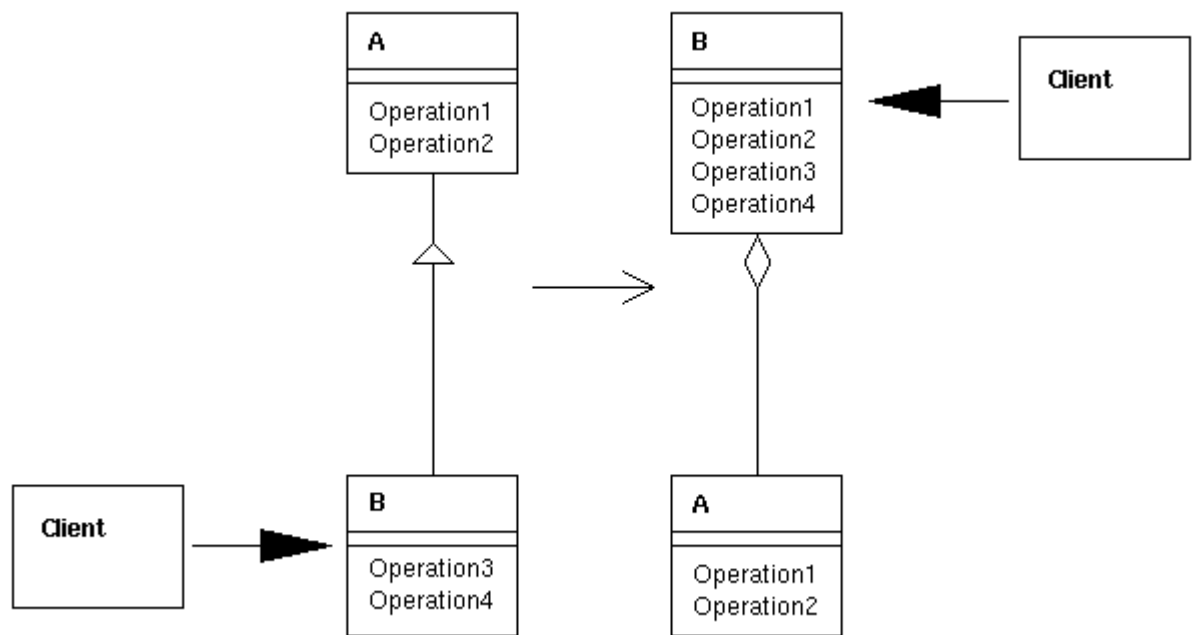 A
Operation1
Operation2
B
Operation1
Operation2
Operation3
Operation4
Client
Client
B
Operation3
Operation4
A
Operation1
Operation2